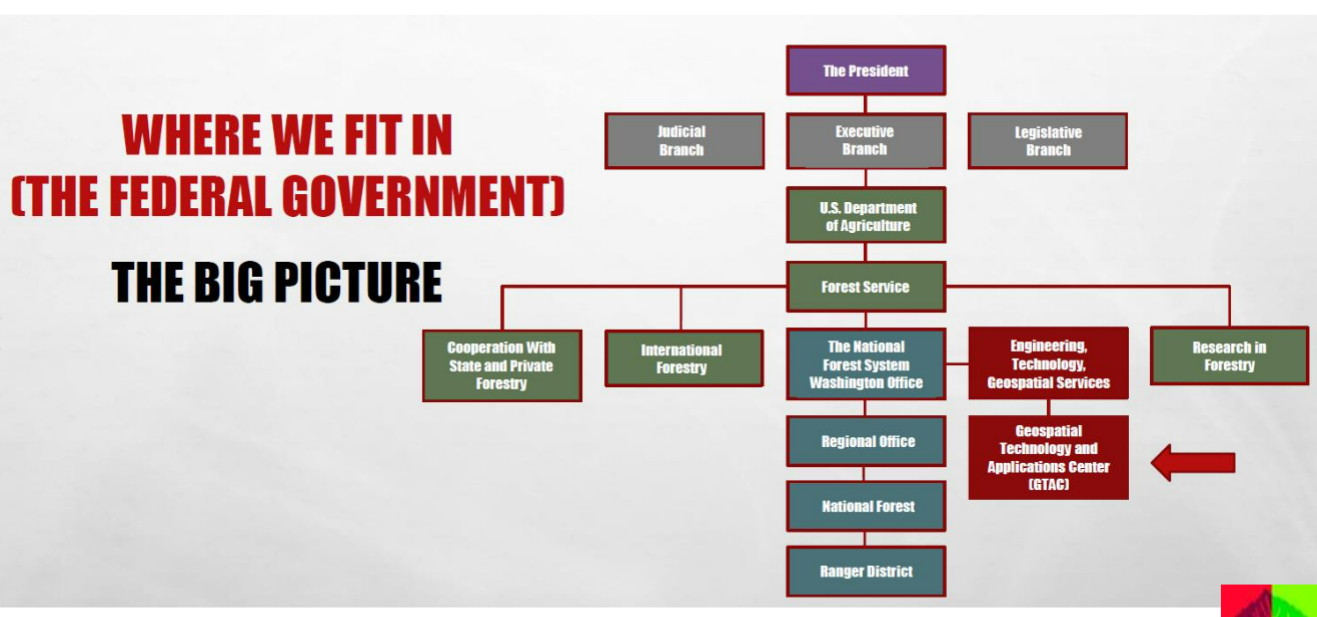 WHERE WE FIT IN
(THE FEDERAL GOVERNMENT)
THE BIG PICTURE
The President
Judicial
Branch
Executive
Branch
Legislative
Branch
U.S. Department
of Agriculture
Forest Service
Cooperation With
State and Private
Forestry
International
Forestry
The National
Forest System
Washington Office
Engineering,
Technology,
Geospatial Services
Research in
Forestry
Regional Office
Geospatial
Technology and
Applications Center
(GTAC)
National Forest
Ranger District